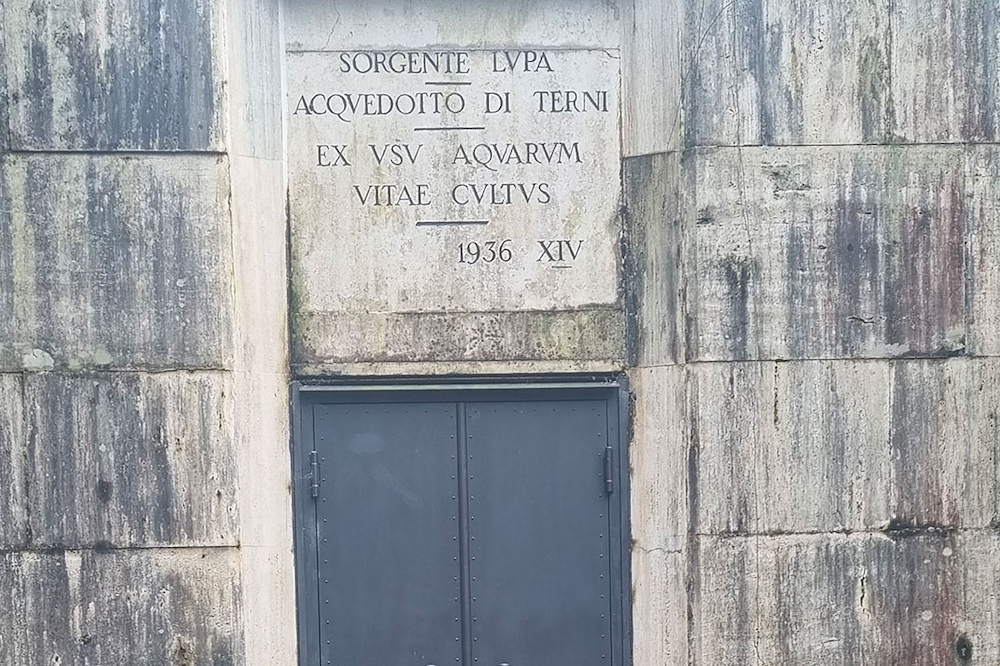 SORGENTE LVPA
ACQVEDOTTO DI TERNI
EX VSV AQVARVM
VITAE CVLTVS
1936 XIV